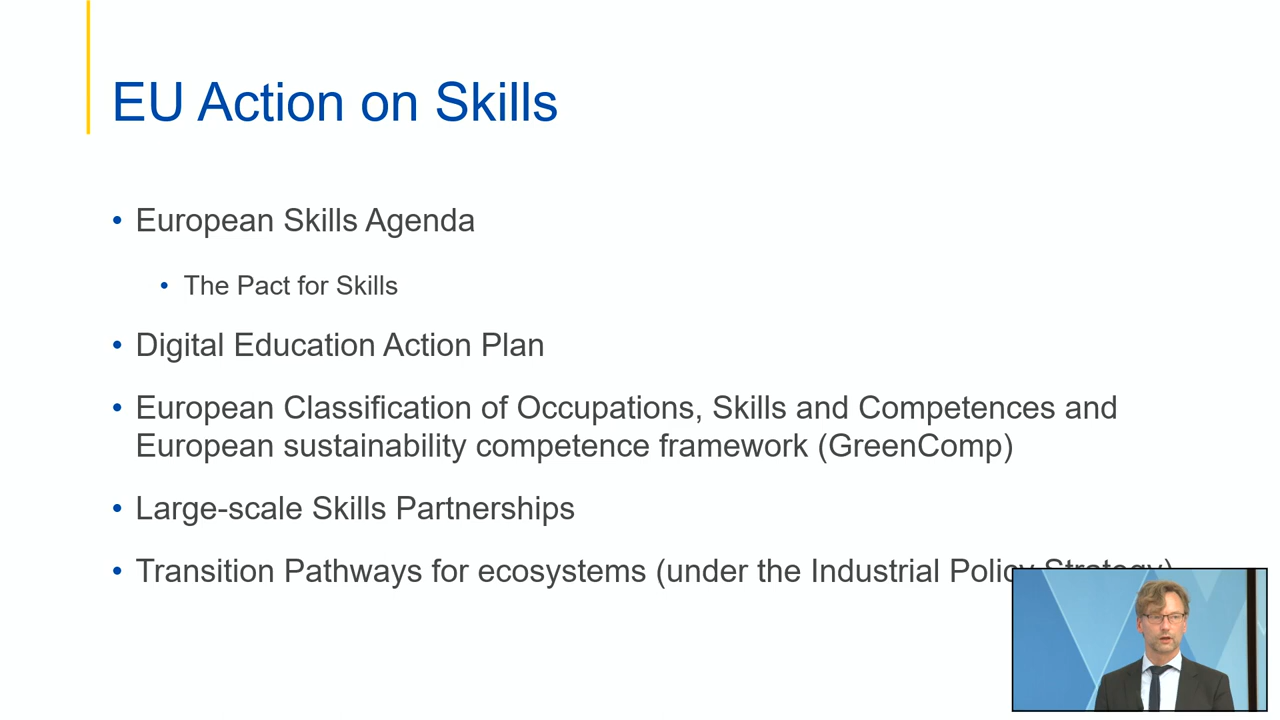 EU Action on Skills
• European Skills Agenda
• The Pact for Skills
• Digital Education Action Plan
• European Classification of Occupations, Skills and Competences and
European sustainability competence framework (GreenComp)
• Large-scale Skills Partnerships
• Transition Pathways for ecosystems (under the Industrial Policy Strategy)